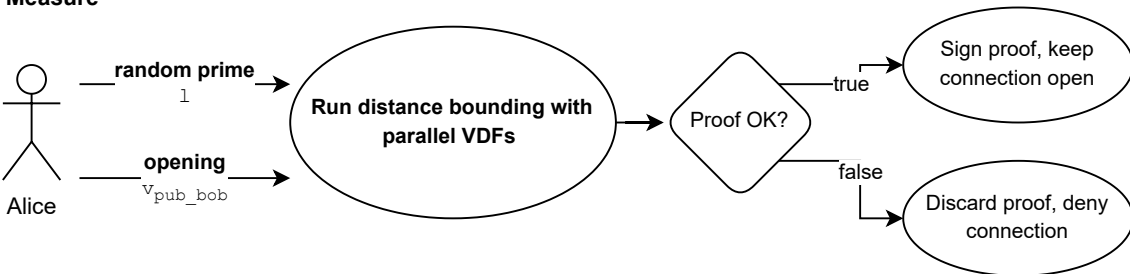 Measure
random prime
l
opening
v_pub_bob
Alice
Run distance bounding with
parallel VDFs
Proof OK?
true
false
Sign proof, keep
connection open
Discard proof, deny
connection